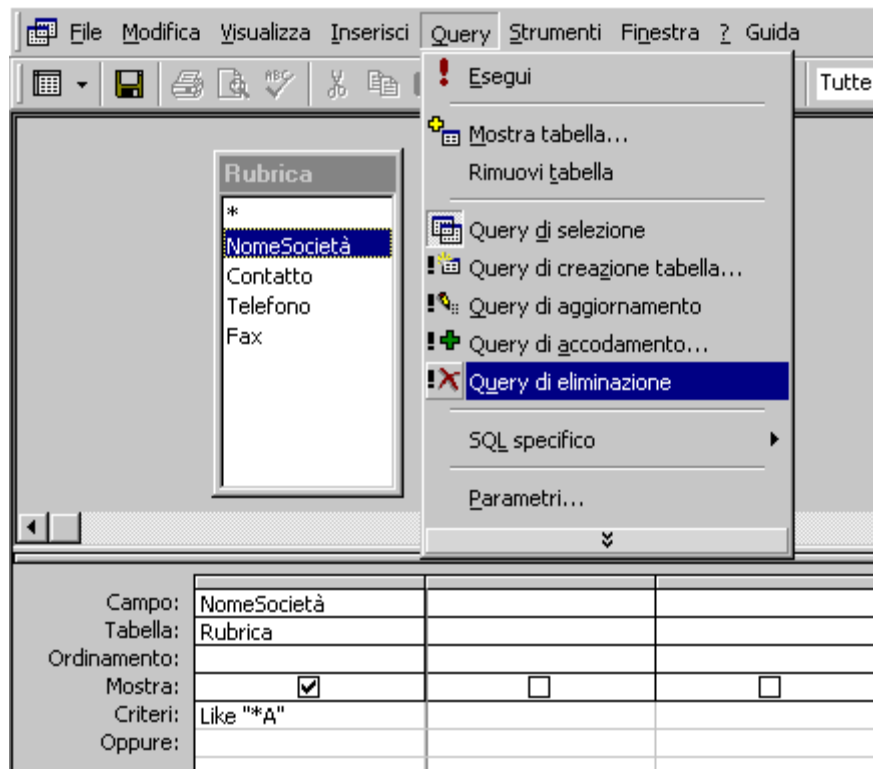 File Modifica Visualizza Inserisci Query Strumenti Finestra ? Guida
ABC
Tutte
Esegui
Mostra tabella...
Rimuovi tabella
Query di selezione
Query di creazione tabella...
Query di aggiornamento
Query di accodamento...
Query di eliminazione
SQL specifico
Parametri...
Rubrica
*
NomeSocietà
Contatto
Telefono
Fax
Campo: NomeSocietà
Tabella: Rubrica
Ordinamento:
Mostra:
Criteri: Like "*A"
Oppure: